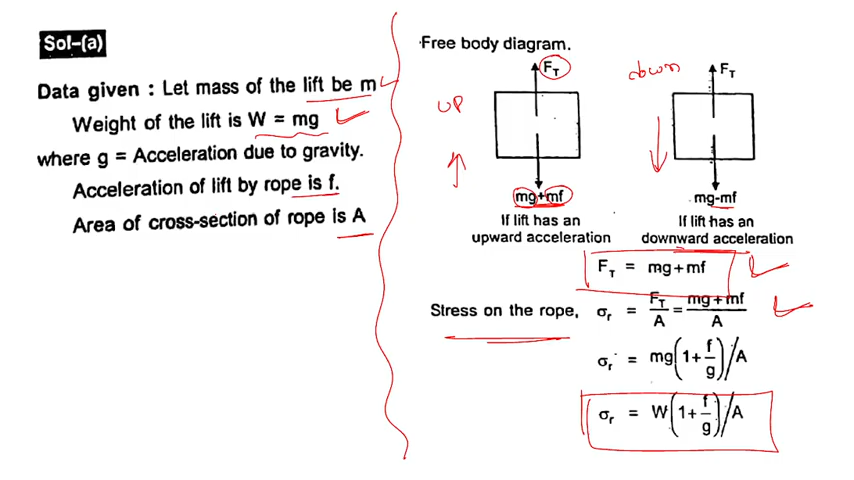 Sol–(a)
Data given : Let mass of the lift be m
Weight of the lift is W = mg
where g = Acceleration due to gravity.
Acceleration of lift by rope is f.
Area of cross-section of rope is A
Free body diagram.
F_T
UP
mg+mf
If lift has an
upward acceleration
down
F_T
mg-mf
If lift has an
downward acceleration
F_T = mg+mf
Stress on the rope, σ_r = F_T/A = (mg+mf)/A
σ_r = mg(1+f/g)/A
σ_r = W(1+f/g)/A